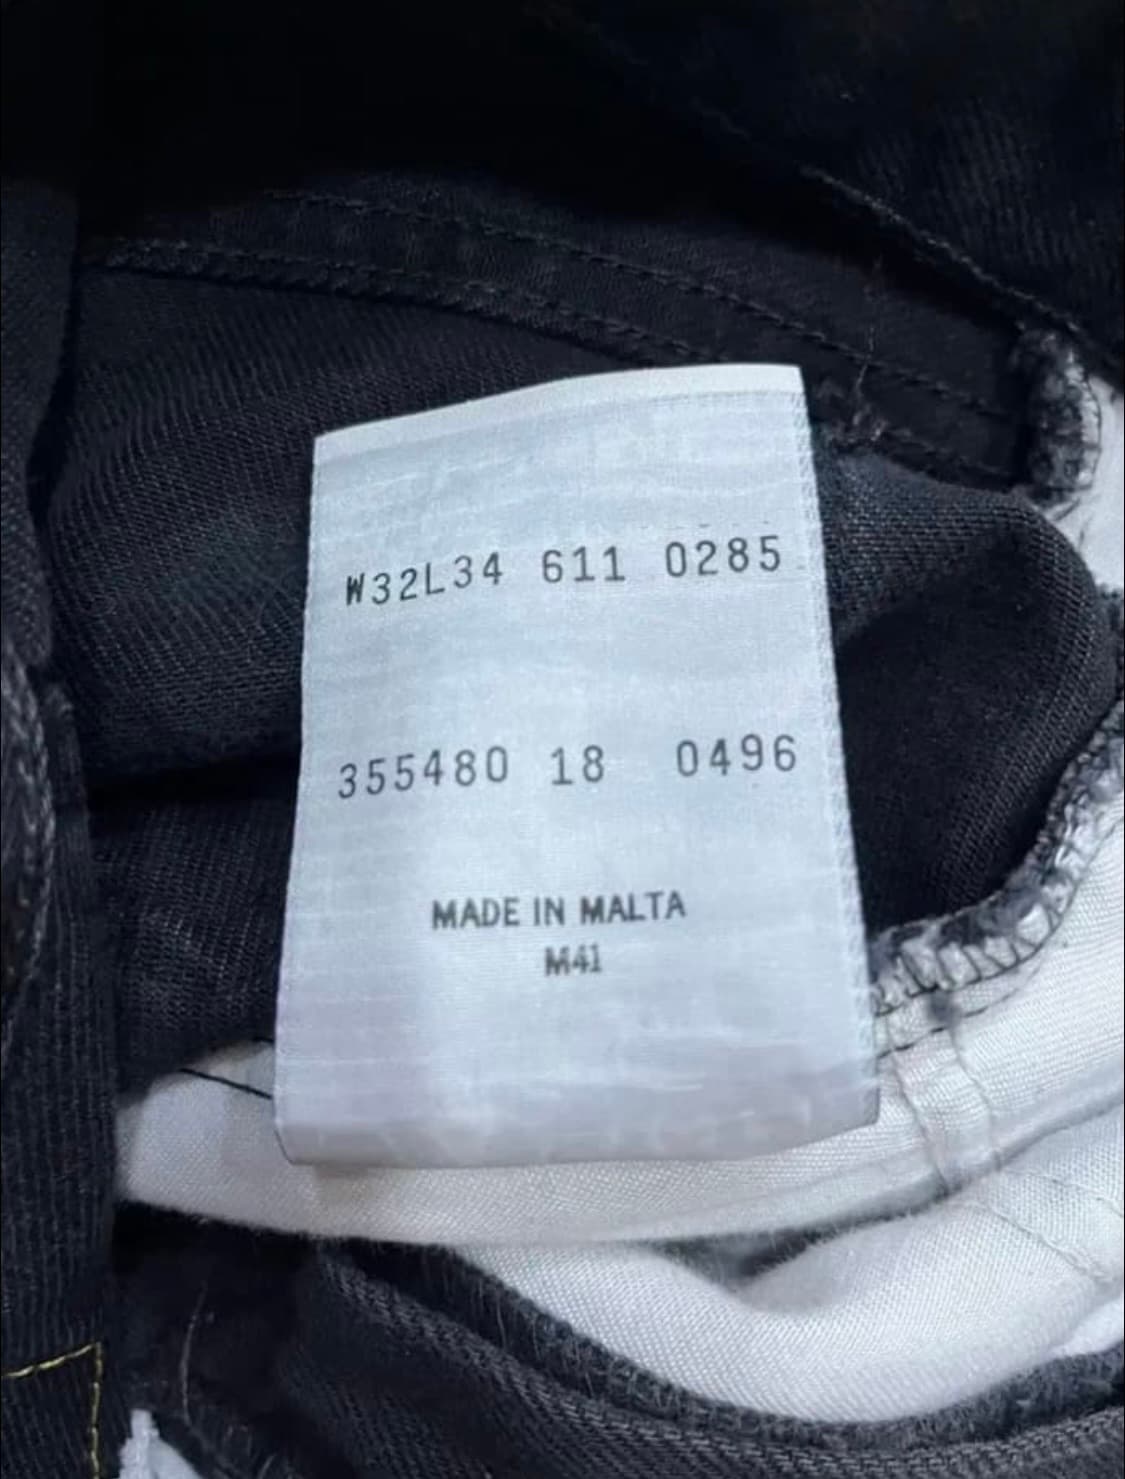 W32L34 611 0285
355480 18 0496
MADE IN MALTA
M41